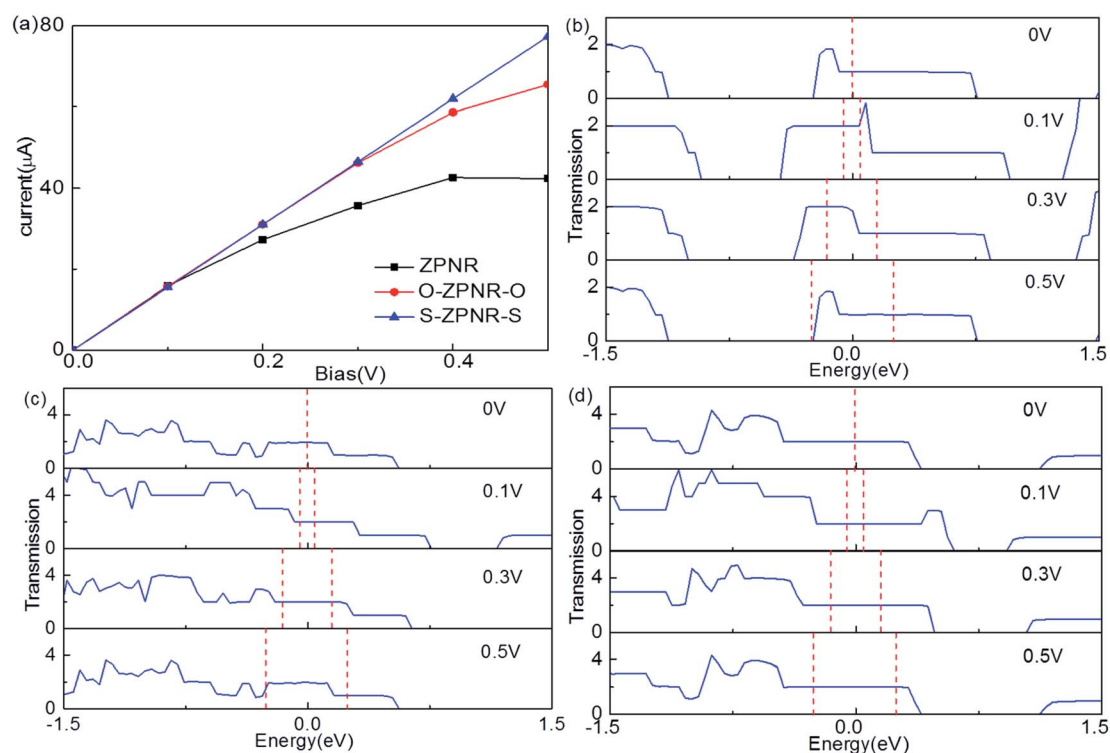 (a)
80
40
0
current(μA)
0.0
0.2
0.4
Bias(V)
ZPNR
O-ZPNR-O
S-ZPNR-S
(b)
2
0V
0
2
0.1V
0
2
0.3V
0
2
0.5V
0
Transmission
-1.5
0.0
1.5
Energy(eV)
(c)
4
0V
0
4
0.1V
0
4
0.3V
0
4
0.5V
0
Transmission
-1.5
0.0
1.5
Energy(eV)
(d)
4
0V
0
4
0.1V
0
4
0.3V
0
4
0.5V
0
Transmission
-1.5
0.0
1.5
Energy(eV)